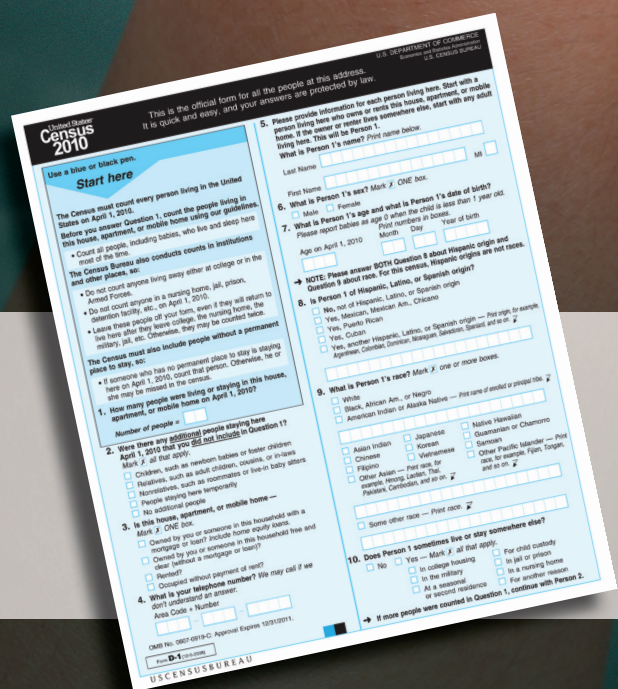 U.S. DEPARTMENT OF COMMERCE
Economics and Statistics Administration
U.S. CENSUS BUREAU
This is the official form for all the people at this address.
It is quick and easy, and your answers are protected by law.
United States
Census
2010
Use a blue or black pen.
Start here
The Census must count every person living in the United
States on April 1, 2010.
Before you answer Question 1, count the people living in
this house, apartment, or mobile home using our guidelines.
• Count all people, including babies, who live and sleep here
most of the time.
The Census Bureau also conducts counts in institutions
and other places, so:
• Do not count anyone living away either at college or in the
Armed Forces.
• Do not count anyone in a nursing home, jail, prison,
detention facility, etc., on April 1, 2010.
• Leave these people off your form, even if they will return to
live here after they leave college, the nursing home, the
military, jail, etc. Otherwise, they may be counted twice.
The Census must also include people without a permanent
place to stay, so:
• If someone who has no permanent place to stay is staying
here on April 1, 2010, count that person. Otherwise, he or
she may be missed in the census.
1. How many people were living or staying in this house,
apartment, or mobile home on April 1, 2010?
Number of people =
2. Were there any additional people staying here
April 1, 2010 that you did not include in Question 1?
Mark X all that apply.
Children, such as newborn babies or foster children
Relatives, such as adult children, cousins, or in-laws
Nonrelatives, such as roommates or live-in baby sitters
People staying here temporarily
No additional people
3. Is this house, apartment, or mobile home —
Mark X ONE box.
Owned by you or someone in this household with a
mortgage or loan? Include home equity loans.
Owned by you or someone in this household free and
clear (without a mortgage or loan)?
Rented?
Occupied without payment of rent?
4. What is your telephone number? We may call if we
don't understand an answer.
Area Code + Number
OMB No. 0607-0919-C: Approval Expires 12/31/2011.
Form D-1
USCENSUSBUREAU
5. Please provide information for each person living here. Start with a
person living here who owns or rents this house, apartment, or mobile
home. If the owner or renter lives somewhere else, start with any adult
living here. This will be Person 1.
What is Person 1's name? Print name below.
Last Name
First Name
MI
6. What is Person 1's sex? Mark X ONE box.
Male
Female
7. What is Person 1's age and what is Person 1's date of birth?
Please report babies as age 0 when the child is less than 1 year old.
Print numbers in boxes.
Age on April 1, 2010
Month
Day
Year of birth
→ NOTE: Please answer BOTH Question 8 about Hispanic origin and
Question 9 about race. For this census, Hispanic origins are not races.
8. Is Person 1 of Hispanic, Latino, or Spanish origin?
No, not of Hispanic, Latino, or Spanish origin
Yes, Mexican, Mexican Am., Chicano
Yes, Puerto Rican
Yes, Cuban
Yes, another Hispanic, Latino, or Spanish origin — Print origin, for example,
Argentinean, Colombian, Dominican, Nicaraguan, Salvadoran, Spaniard, and so on.
9. What is Person 1's race? Mark X one or more boxes.
White
Black, African Am., or Negro
American Indian or Alaska Native — Print name of enrolled or principal tribe.
Asian Indian
Chinese
Filipino
Other Asian — Print race, for
example, Hmong, Laotian, Thai,
Pakistani, Cambodian, and so on.
Japanese
Korean
Vietnamese
Native Hawaiian
Guamanian or Chamorro
Samoan
Other Pacific Islander — Print
race, for example, Fijian, Tongan,
and so on.
Some other race — Print race.
10. Does Person 1 sometimes live or stay somewhere else?
No
Yes — Mark X all that apply.
In college housing
In the military
At a seasonal
or second residence
For child custody
In jail or prison
In a nursing home
For another reason
→ If more people were counted in Question 1, continue with Person 2.